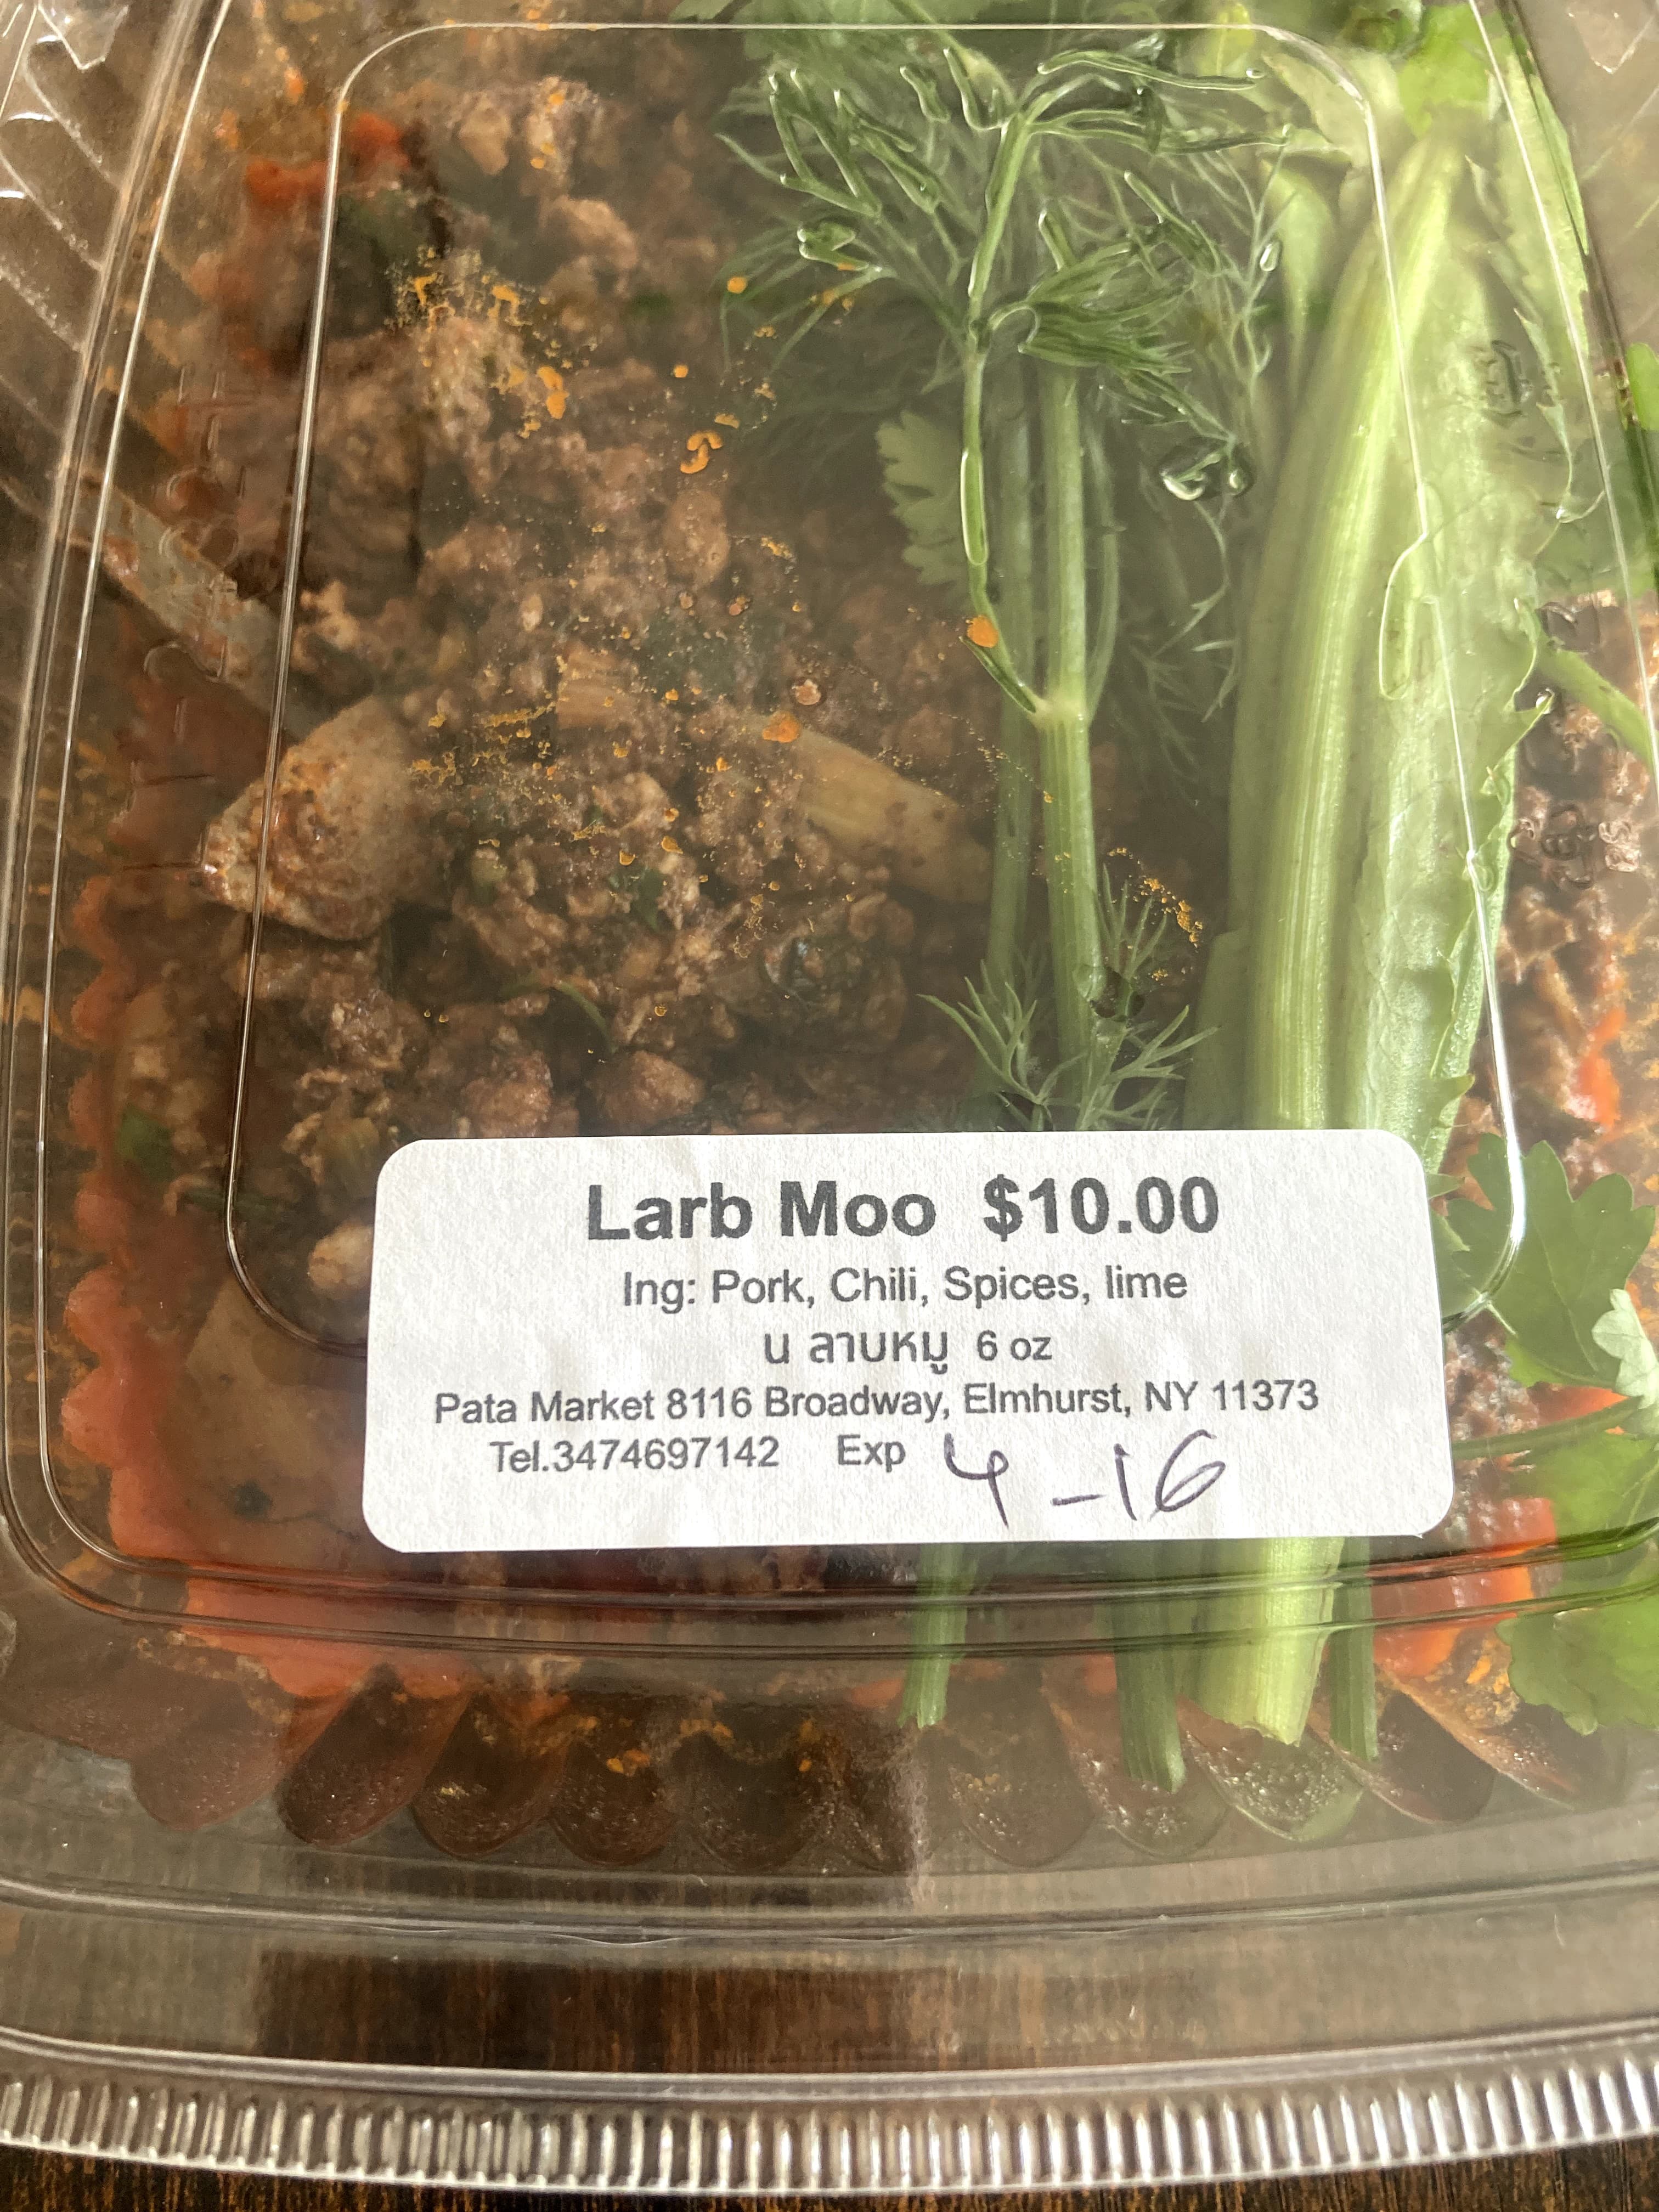 Larb Moo $10.00
Ing: Pork, Chili, Spices, lime
น ลาบหมู 6 oz
Pata Market 8116 Broadway, Elmhurst, NY 11373
Tel.3474697142 Exp 4-16